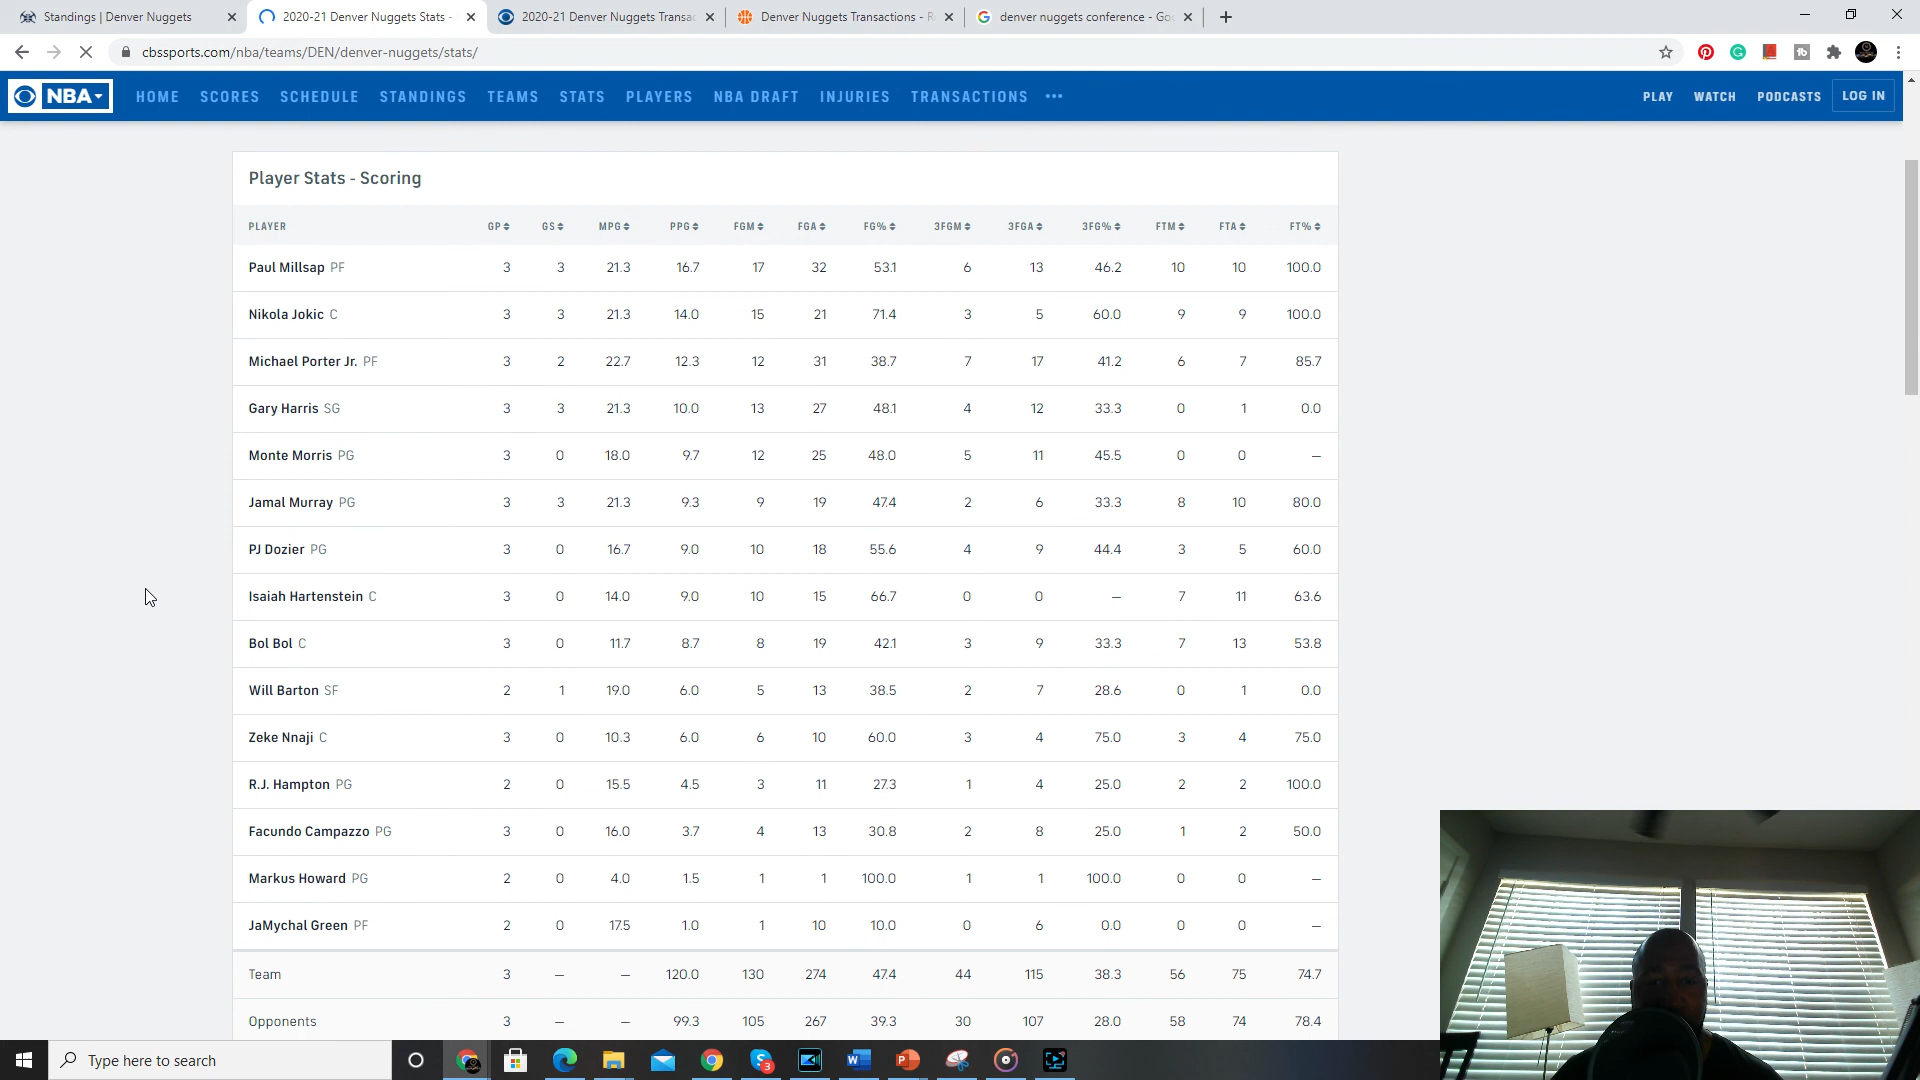 Standings | Denver Nuggets
2020-21 Denver Nuggets Stats -
2020-21 Denver Nuggets Transac
Denver Nuggets Transactions - R
denver nuggets conference - Goo
cbssports.com/nba/teams/DEN/denver-nuggets/stats/
NBA HOME SCORES SCHEDULE STANDINGS TEAMS STATS PLAYERS NBA DRAFT INJURIES TRANSACTIONS ••• PLAY WATCH PODCASTS LOG IN
Player Stats - Scoring
PLAYER GP GS MPG PPG FGM FGA FG% 3FGM 3FGA 3FG% FTM FTA FT%
Paul Millsap PF 3 3 21.3 16.7 17 32 53.1 6 13 46.2 10 10 100.0
Nikola Jokic C 3 3 21.3 14.0 15 21 71.4 3 5 60.0 9 9 100.0
Michael Porter Jr. PF 3 2 22.7 12.3 12 31 38.7 7 17 41.2 6 7 85.7
Gary Harris SG 3 3 21.3 10.0 13 27 48.1 4 12 33.3 0 1 0.0
Monte Morris PG 3 0 18.0 9.7 12 25 48.0 5 11 45.5 0 0 —
Jamal Murray PG 3 3 21.3 9.3 9 19 47.4 2 6 33.3 8 10 80.0
PJ Dozier PG 3 0 16.7 9.0 10 18 55.6 4 9 44.4 3 5 60.0
Isaiah Hartenstein C 3 0 14.0 9.0 10 15 66.7 0 0 — 7 11 63.6
Bol Bol C 3 0 11.7 8.7 8 19 42.1 3 9 33.3 7 13 53.8
Will Barton SF 2 1 19.0 6.0 5 13 38.5 2 7 28.6 0 1 0.0
Zeke Nnaji C 3 0 10.3 6.0 6 10 60.0 3 4 75.0 3 4 75.0
R.J. Hampton PG 2 0 15.5 4.5 3 11 27.3 1 4 25.0 2 2 100.0
Facundo Campazzo PG 3 0 16.0 3.7 4 13 30.8 2 8 25.0 1 2 50.0
Markus Howard PG 2 0 4.0 1.5 1 1 100.0 1 1 100.0 0 0 —
JaMychal Green PF 2 0 17.5 1.0 1 10 10.0 0 6 0.0 0 0 —
Team 3 — — 120.0 130 274 47.4 44 115 38.3 56 75 74.7
Opponents 3 — — 99.3 105 267 39.3 30 107 28.0 58 74 78.4
Type here to search